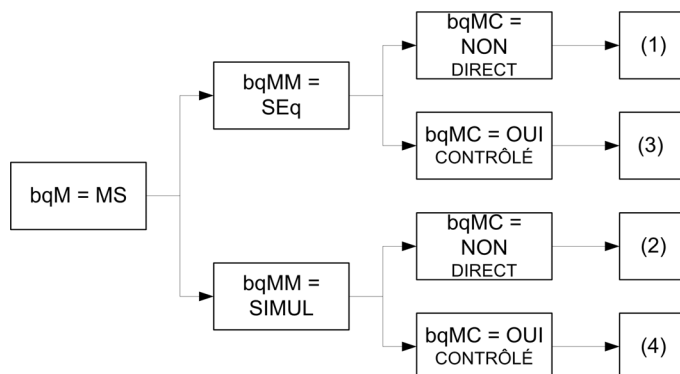 bqMC =
NON
DIRECT
(1)
bqMM =
SEq
bqMC = OUI
CONTRÔLÉ
(3)
bqM = MS
bqMC =
NON
DIRECT
(2)
bqMM =
SIMUL
bqMC = OUI
CONTRÔLÉ
(4)